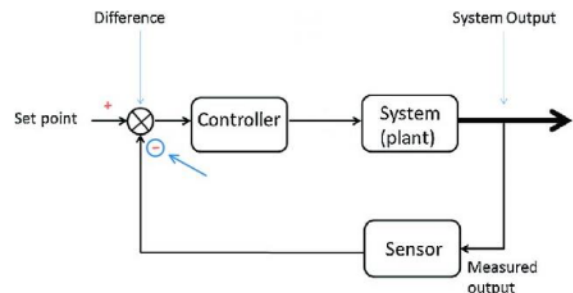 Difference
System Output
Set point
+
Controller
System
(plant)
−
Sensor
Measured
output